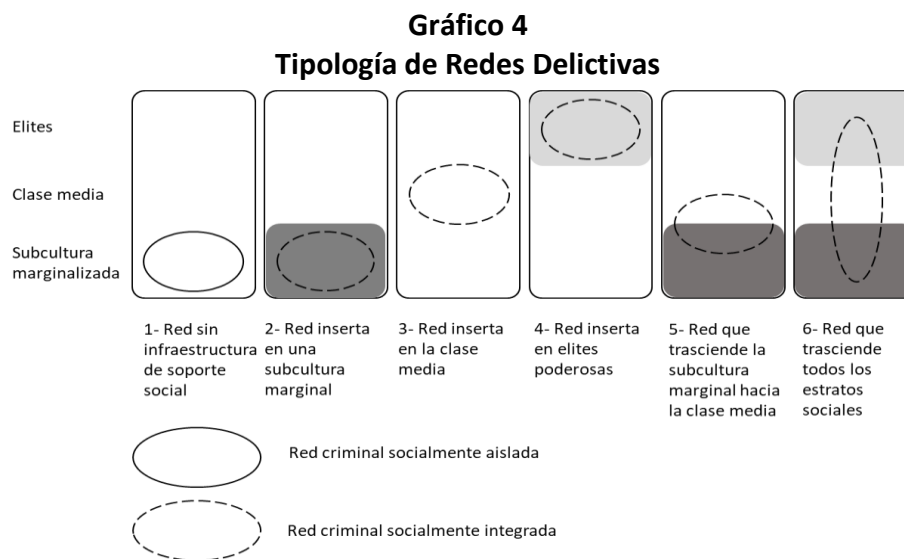 Gráfico 4
Tipología de Redes Delictivas
Elites
Clase media
Subcultura
marginalizada
1- Red sin
infraestructura
de soporte
social
2- Red inserta
en una
subcultura
marginal
3- Red inserta
en la clase
media
4- Red inserta
en elites
poderosas
5- Red que
trasciende la
subcultura
marginal hacia
la clase media
6- Red que
trasciende
todos los
estratos
sociales
Red criminal socialmente aislada
Red criminal socialmente integrada